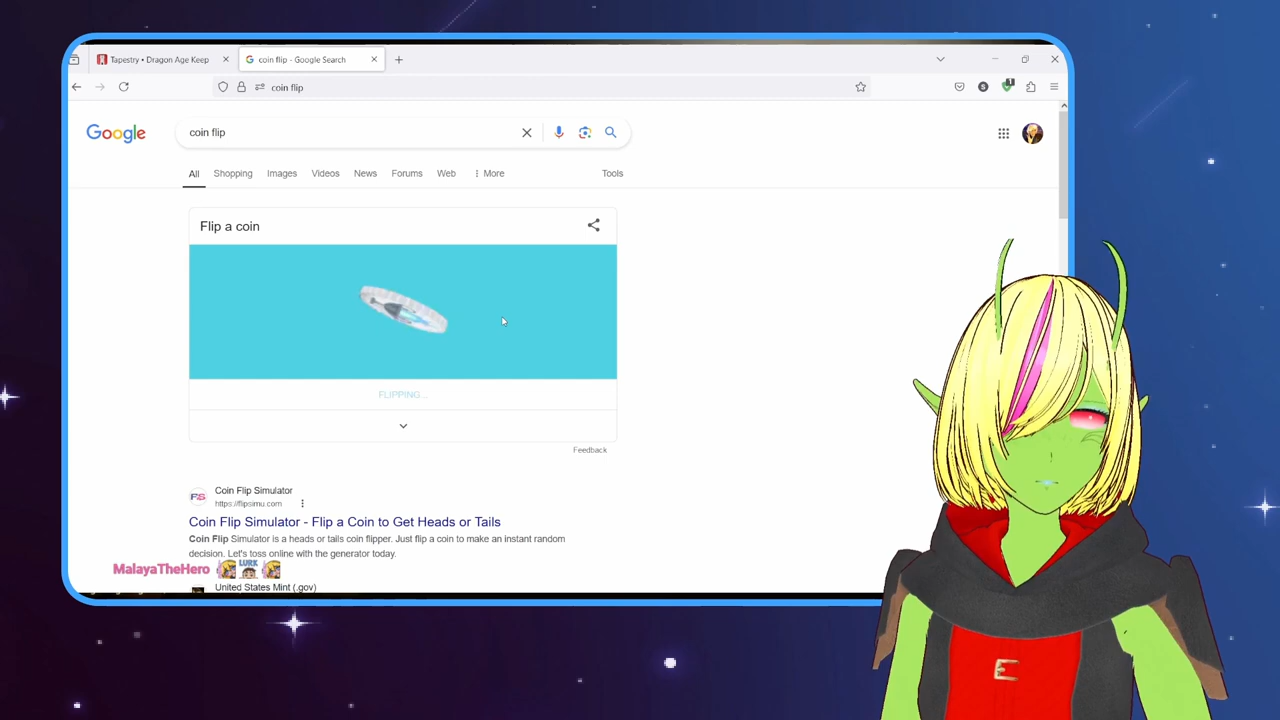 Tapestry • Dragon Age Keep
coin flip - Google Search
coin flip
1
S
Google
coin flip
All Shopping Images Videos News Forums Web More Tools
Flip a coin
FLIPPING...
Feedback
FS
Coin Flip Simulator
https://flipsimu.com
Coin Flip Simulator - Flip a Coin to Get Heads or Tails
Coin Flip Simulator is a heads or tails coin flipper. Just flip a coin to make an instant random
decision. Let's toss online with the generator today.
MalayaTheHero LURK
United States Mint (.gov)